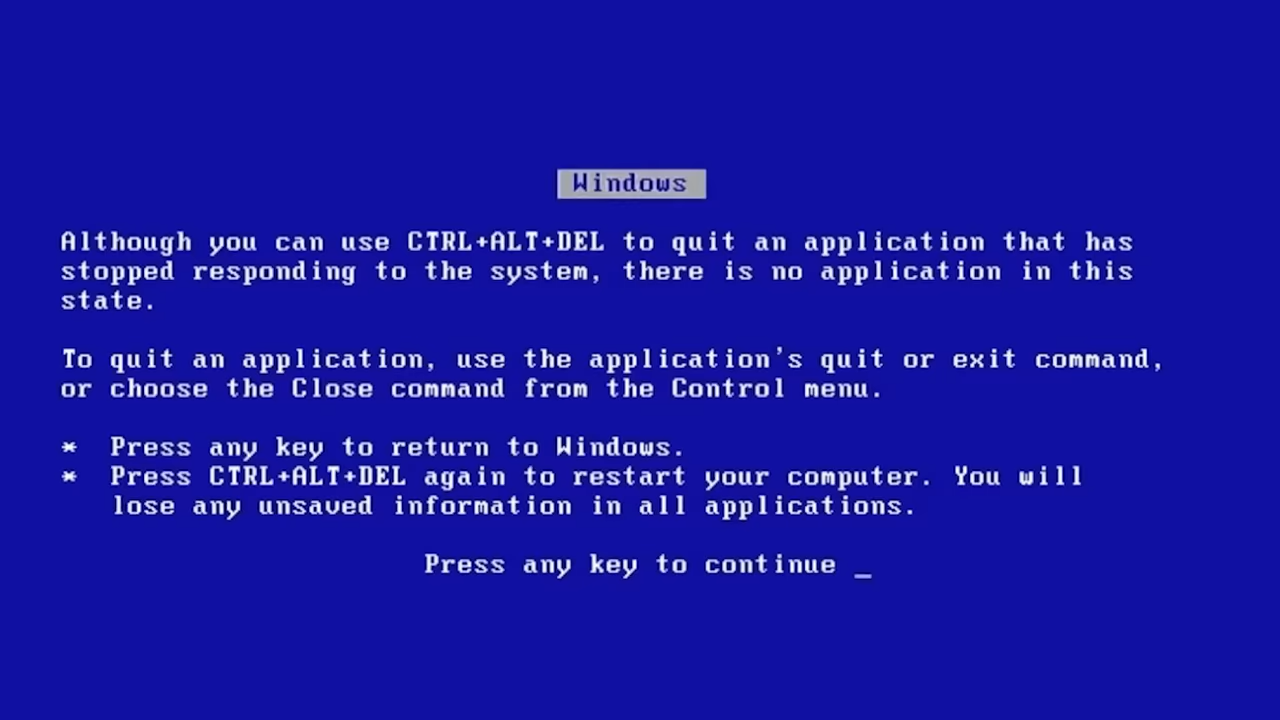 Windows
Although you can use CTRL+ALT+DEL to quit an application that has
stopped responding to the system, there is no application in this
state.
To quit an application, use the application's quit or exit command,
or choose the Close command from the Control menu.
* Press any key to return to Windows.
* Press CTRL+ALT+DEL again to restart your computer. You will
lose any unsaved information in all applications.
Press any key to continue _